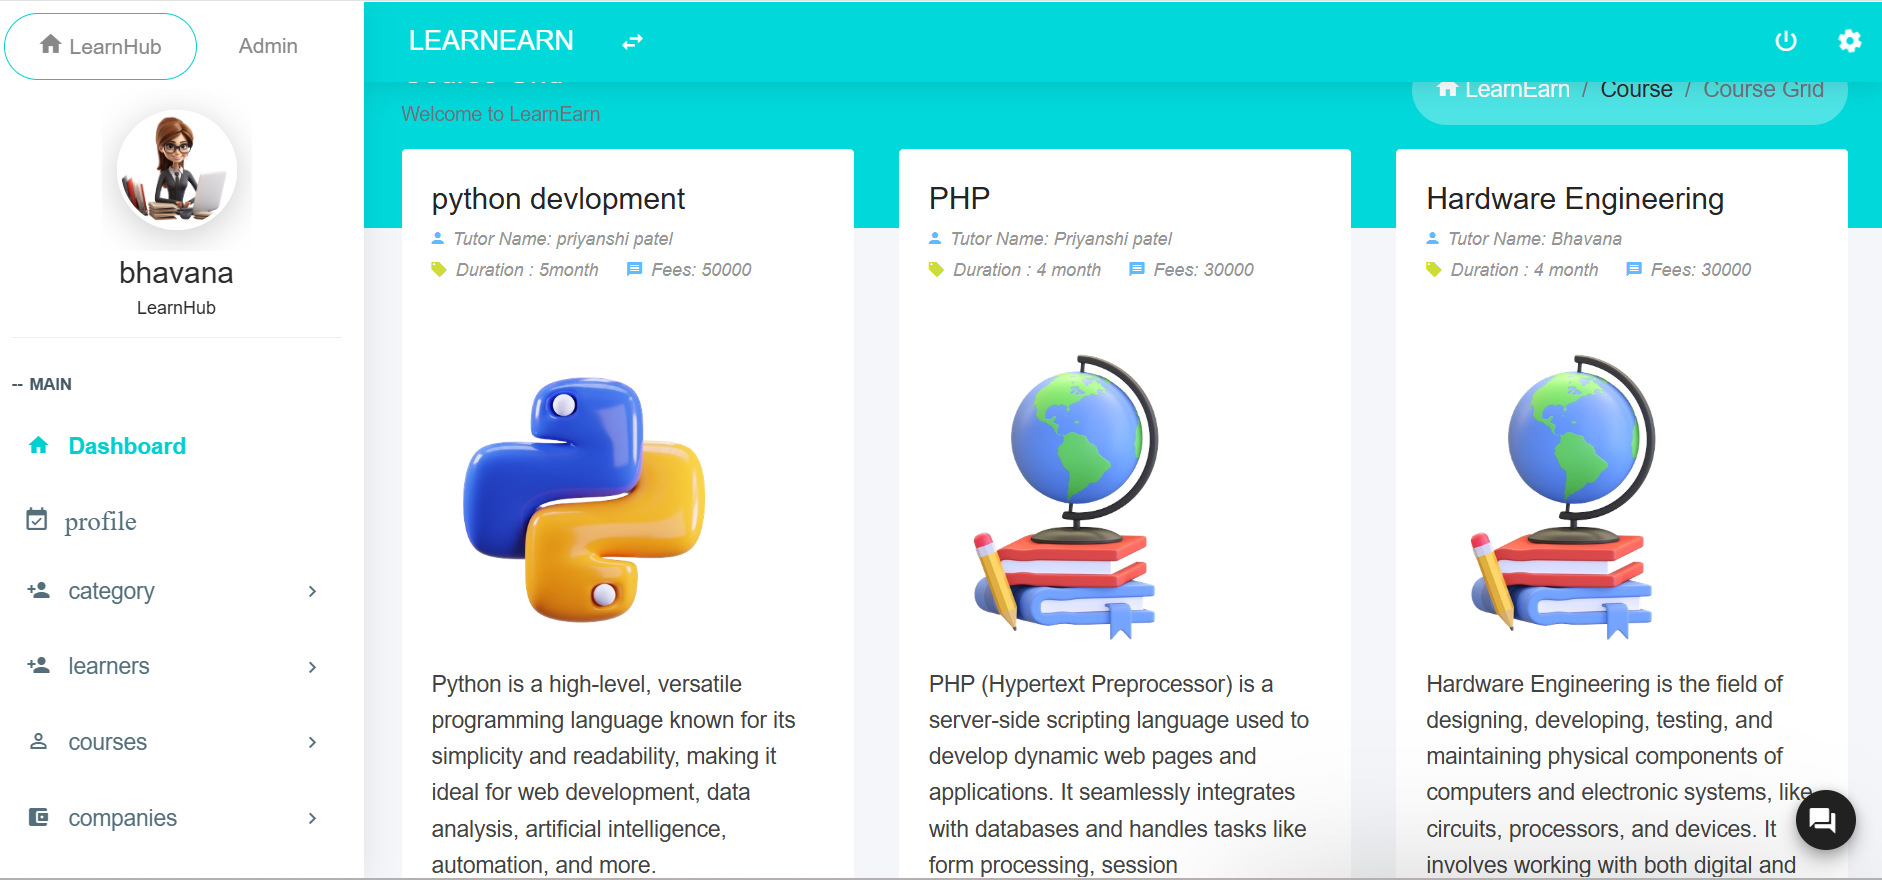 LearnHub
Admin
bhavana
LearnHub
-- MAIN
Dashboard
profile
category
learners
courses
companies
LEARNEARN
Welcome to LearnEarn
LearnEarn / Course / Course Grid
python devlopment
Tutor Name: priyanshi patel
Duration : 5month Fees: 50000
Python is a high-level, versatile
programming language known for its
simplicity and readability, making it
ideal for web development, data
analysis, artificial intelligence,
automation, and more.
PHP
Tutor Name: Priyanshi patel
Duration : 4 month Fees: 30000
PHP (Hypertext Preprocessor) is a
server-side scripting language used to
develop dynamic web pages and
applications. It seamlessly integrates
with databases and handles tasks like
form processing, session
Hardware Engineering
Tutor Name: Bhavana
Duration : 4 month Fees: 30000
Hardware Engineering is the field of
designing, developing, testing, and
maintaining physical components of
computers and electronic systems, like
circuits, processors, and devices. It
involves working with both digital and